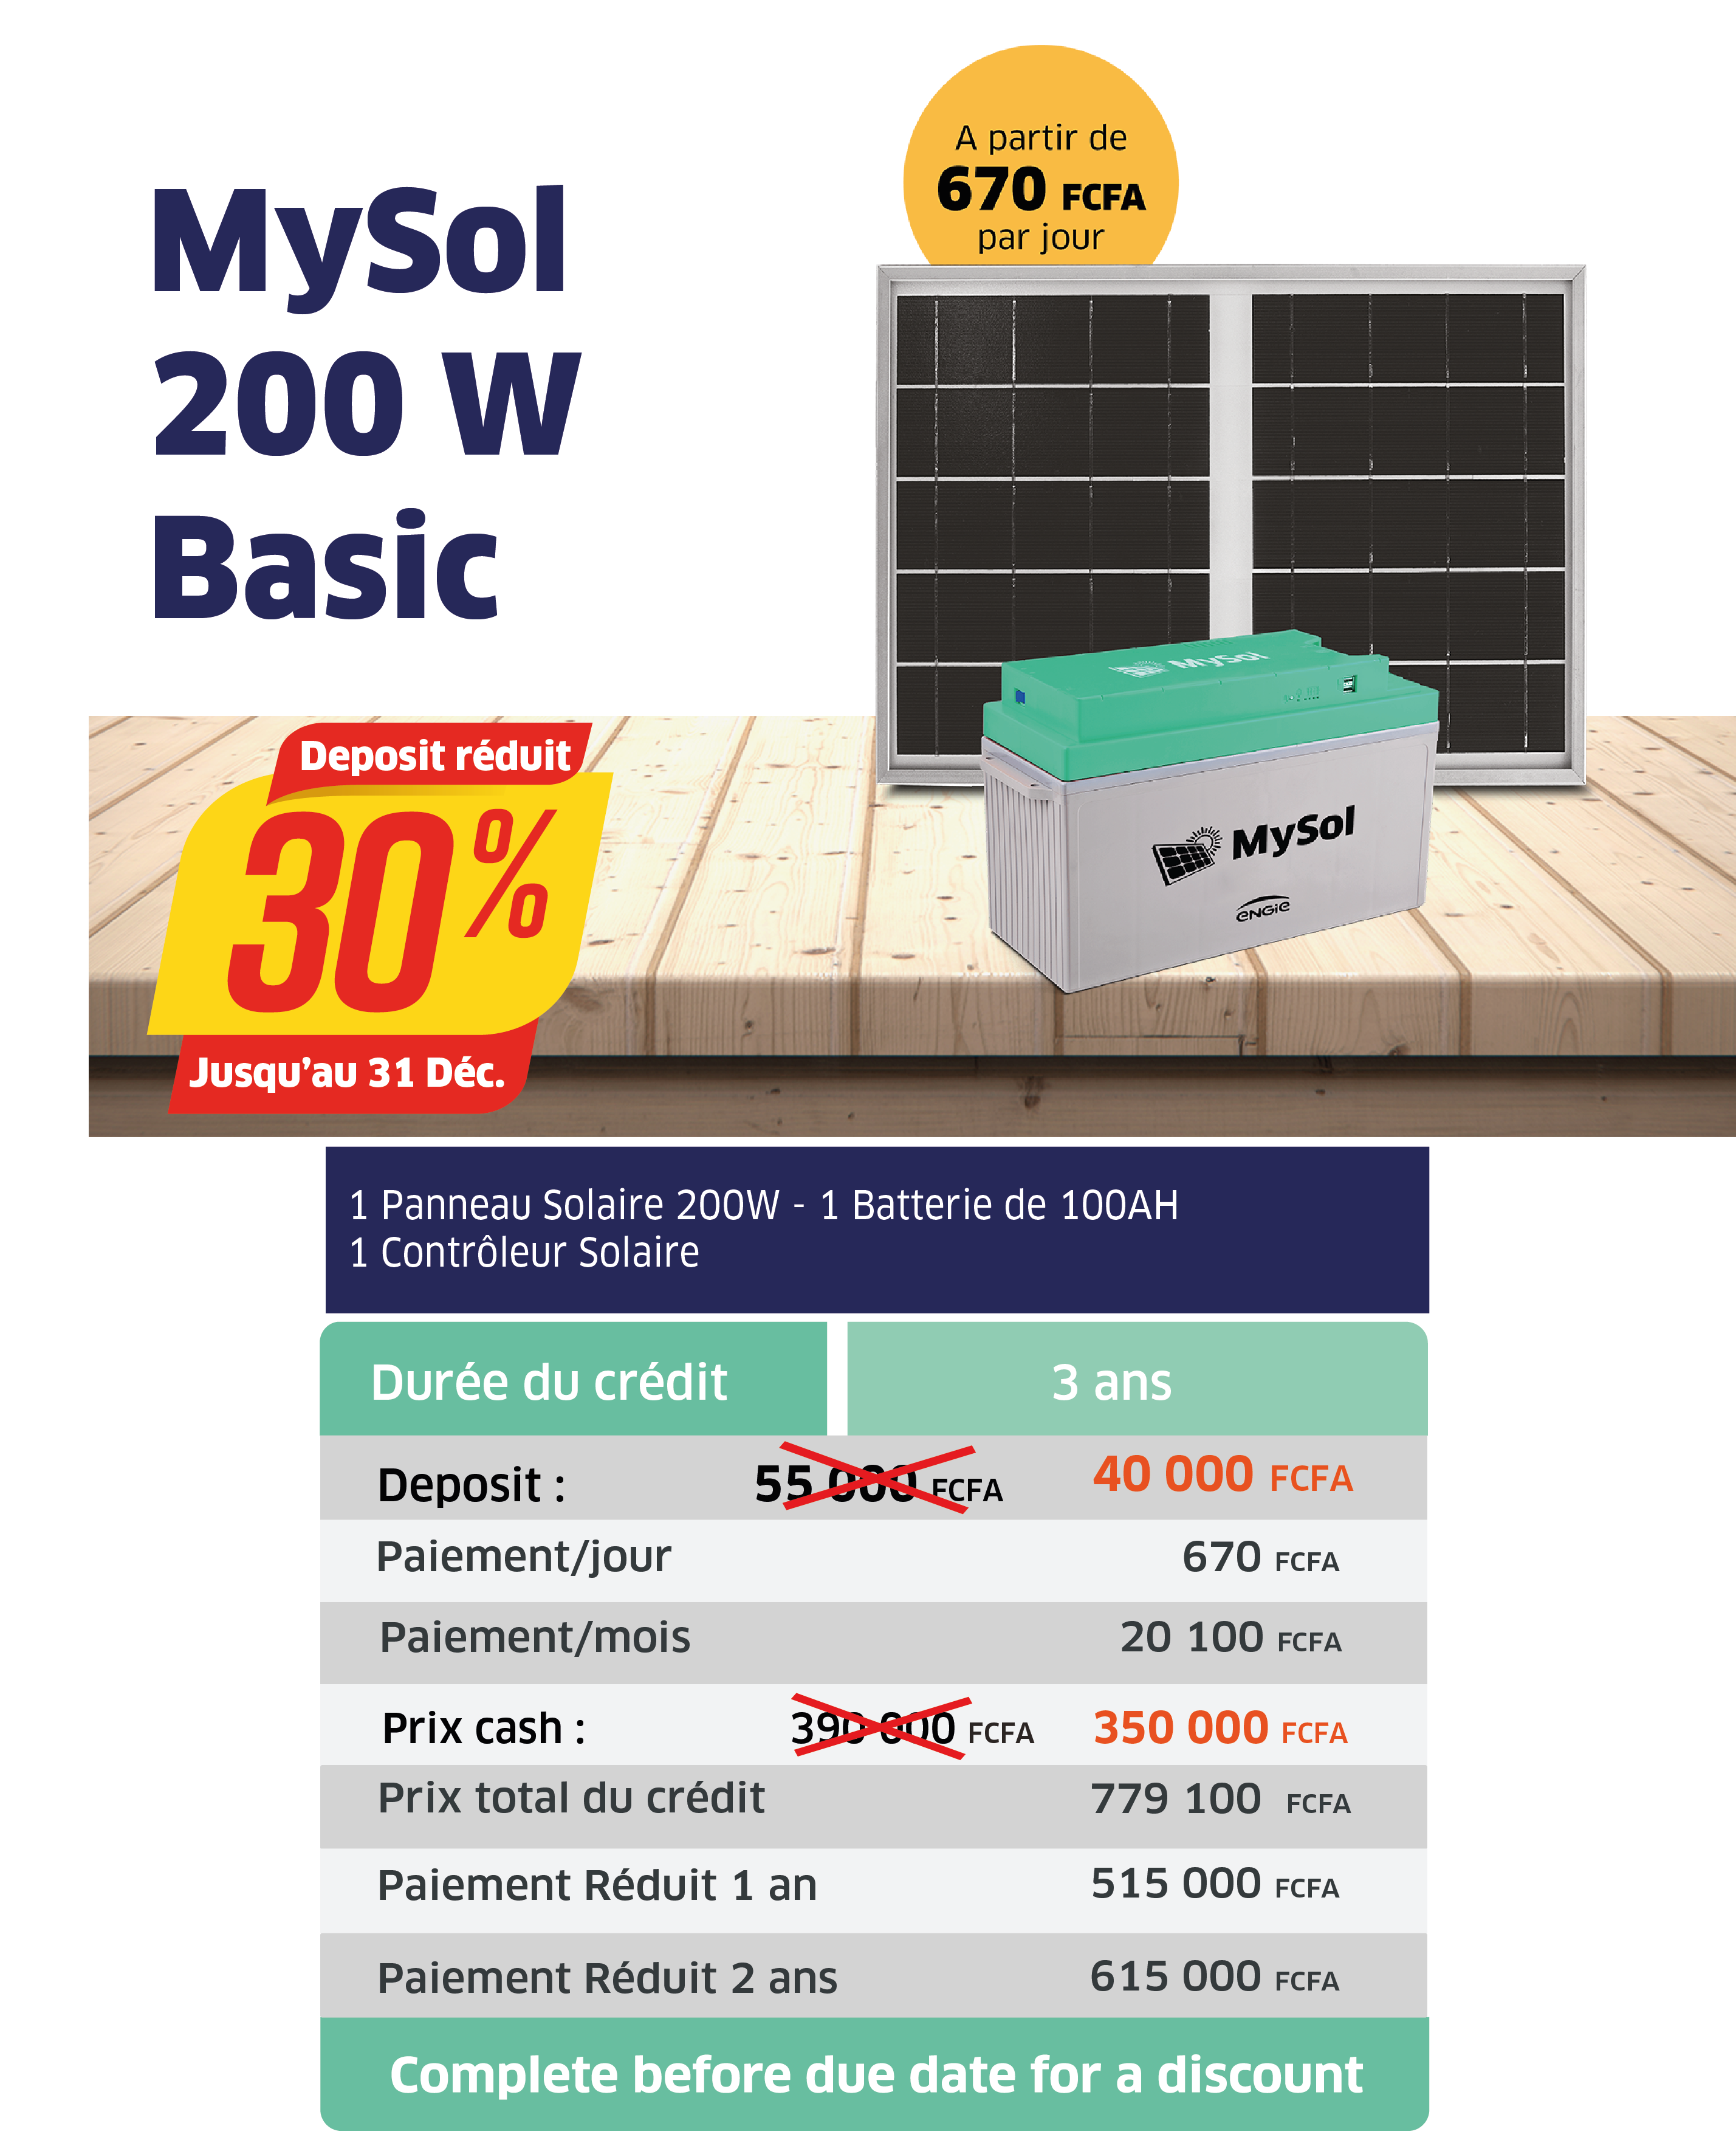 A partir de
670 FCFA
par jour
MySol
200 W
Basic
MySol
Deposit réduit
30%
Jusqu'au 31 Déc.
MySol
ENGIE
1 Panneau Solaire 200W - 1 Batterie de 100AH
1 Contrôleur Solaire
Durée du crédit 3 ans
Deposit : 55 000 FCFA 40 000 FCFA
Paiement/jour 670 FCFA
Paiement/mois 20 100 FCFA
Prix cash : 390 000 FCFA 350 000 FCFA
Prix total du crédit 779 100 FCFA
Paiement Réduit 1 an 515 000 FCFA
Paiement Réduit 2 ans 615 000 FCFA
Complete before due date for a discount